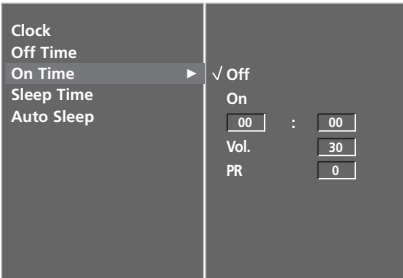 Clock
Off Time
On Time ►
Sleep Time
Auto Sleep
√ Off
On
00 : 00
Vol. 30
PR 0